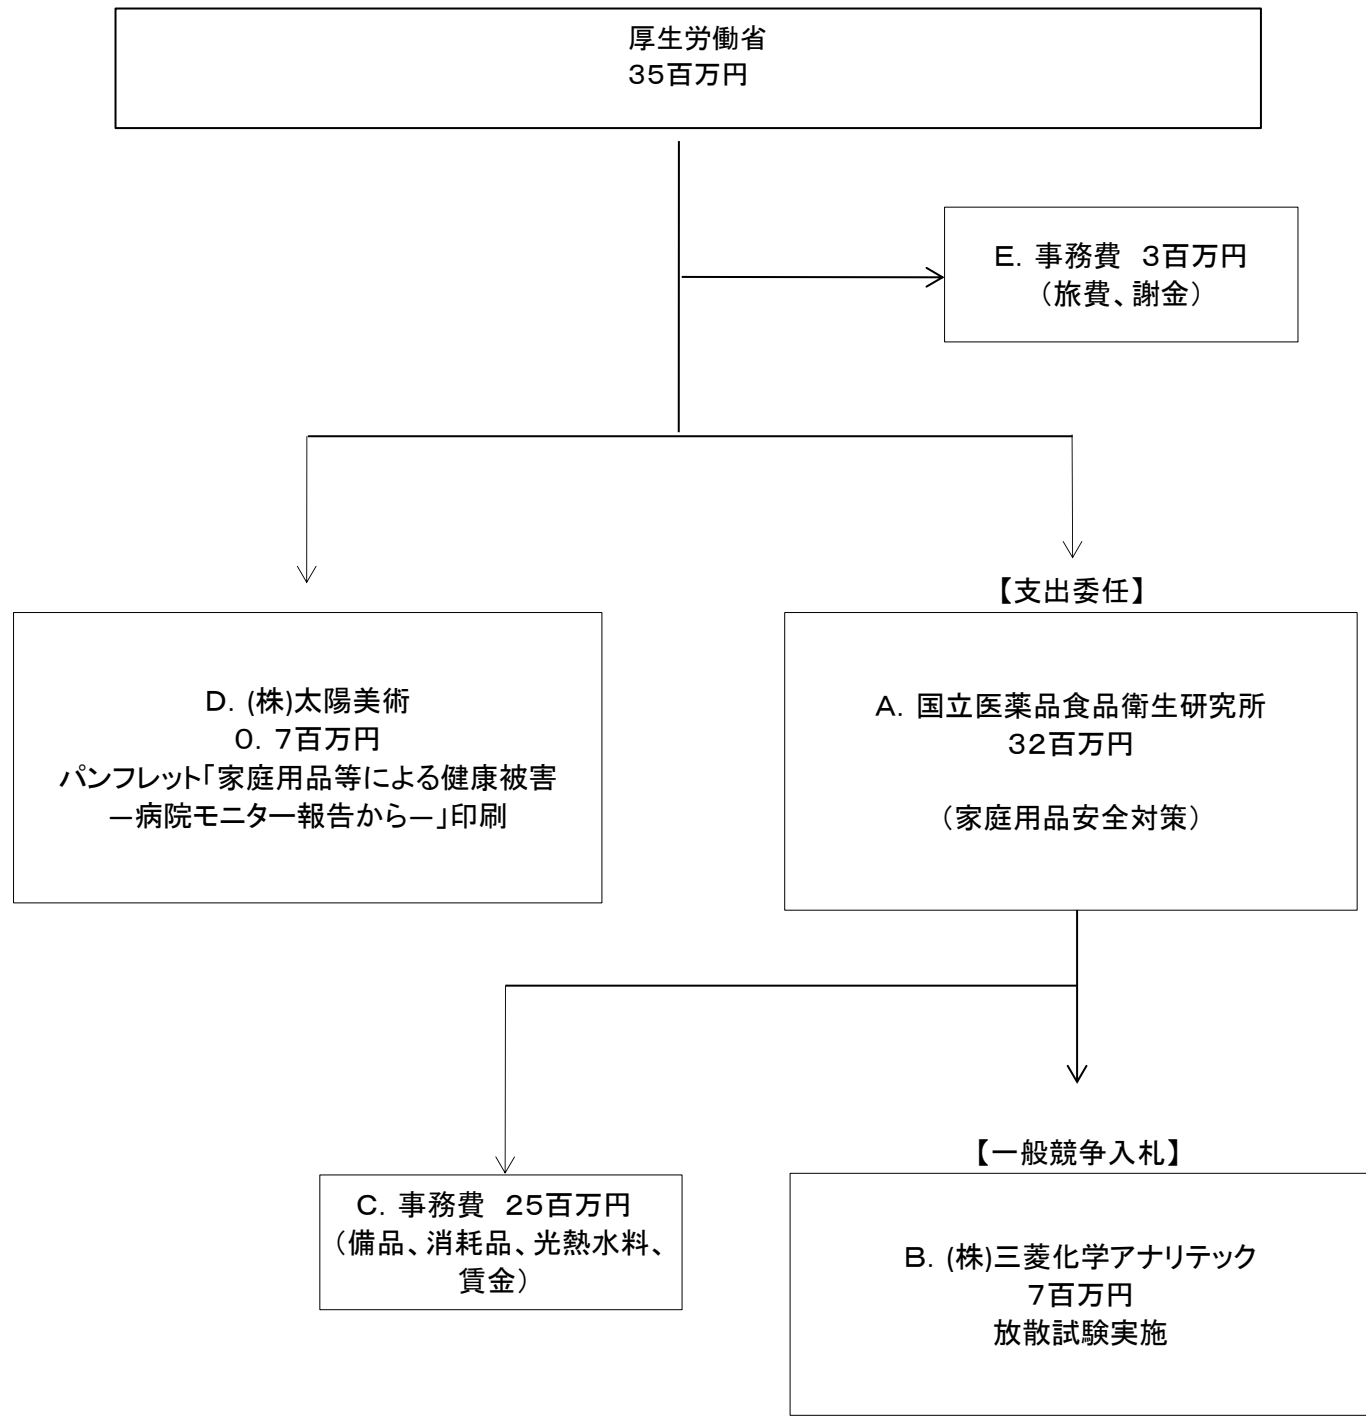 厚生労働省
35百万円
E．事務費　3百万円
（旅費、謝金）
【支出委任】
D．(株)太陽美術
0．7百万円
パンフレット「家庭用品等による健康被害
―病院モニター報告から―」印刷
A．国立医薬品食品衛生研究所
32百万円
（家庭用品安全対策）
【一般競争入札】
C．事務費　25百万円
（備品、消耗品、光熱水料、
賃金）
B．(株)三菱化学アナリテック
7百万円
放散試験実施